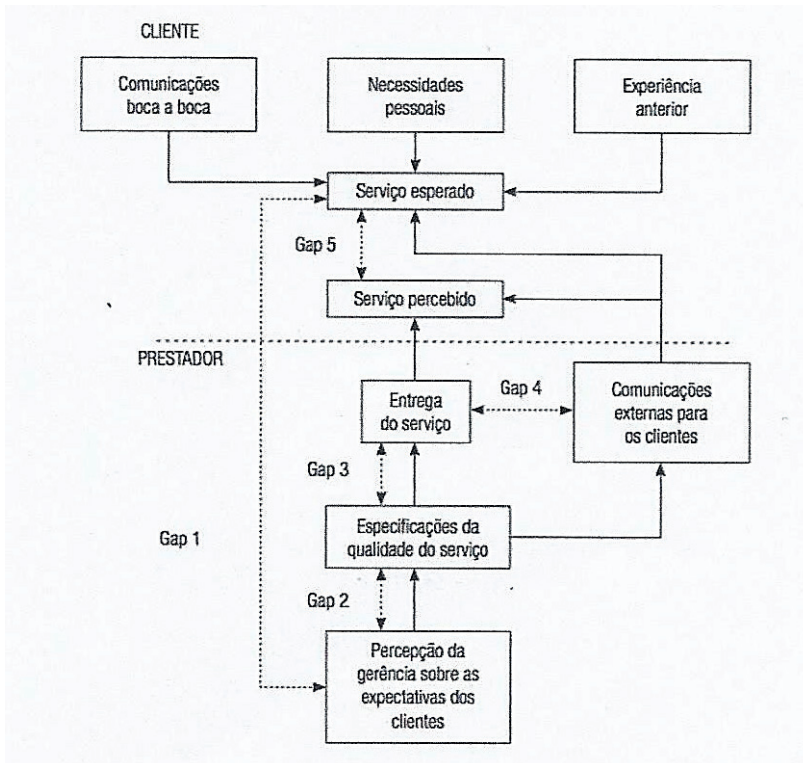 CLIENTE
Comunicações
boca a boca
Necessidades
pessoais
Experiência
anterior
Serviço esperado
Gap 5
Serviço percebido
PRESTADOR
Entrega
do serviço
Gap 4
Comunicações
externas para
os clientes
Gap 3
Especificações da
qualidade do serviço
Gap 1
Gap 2
Percepção da
gerência sobre as
expectativas dos
clientes